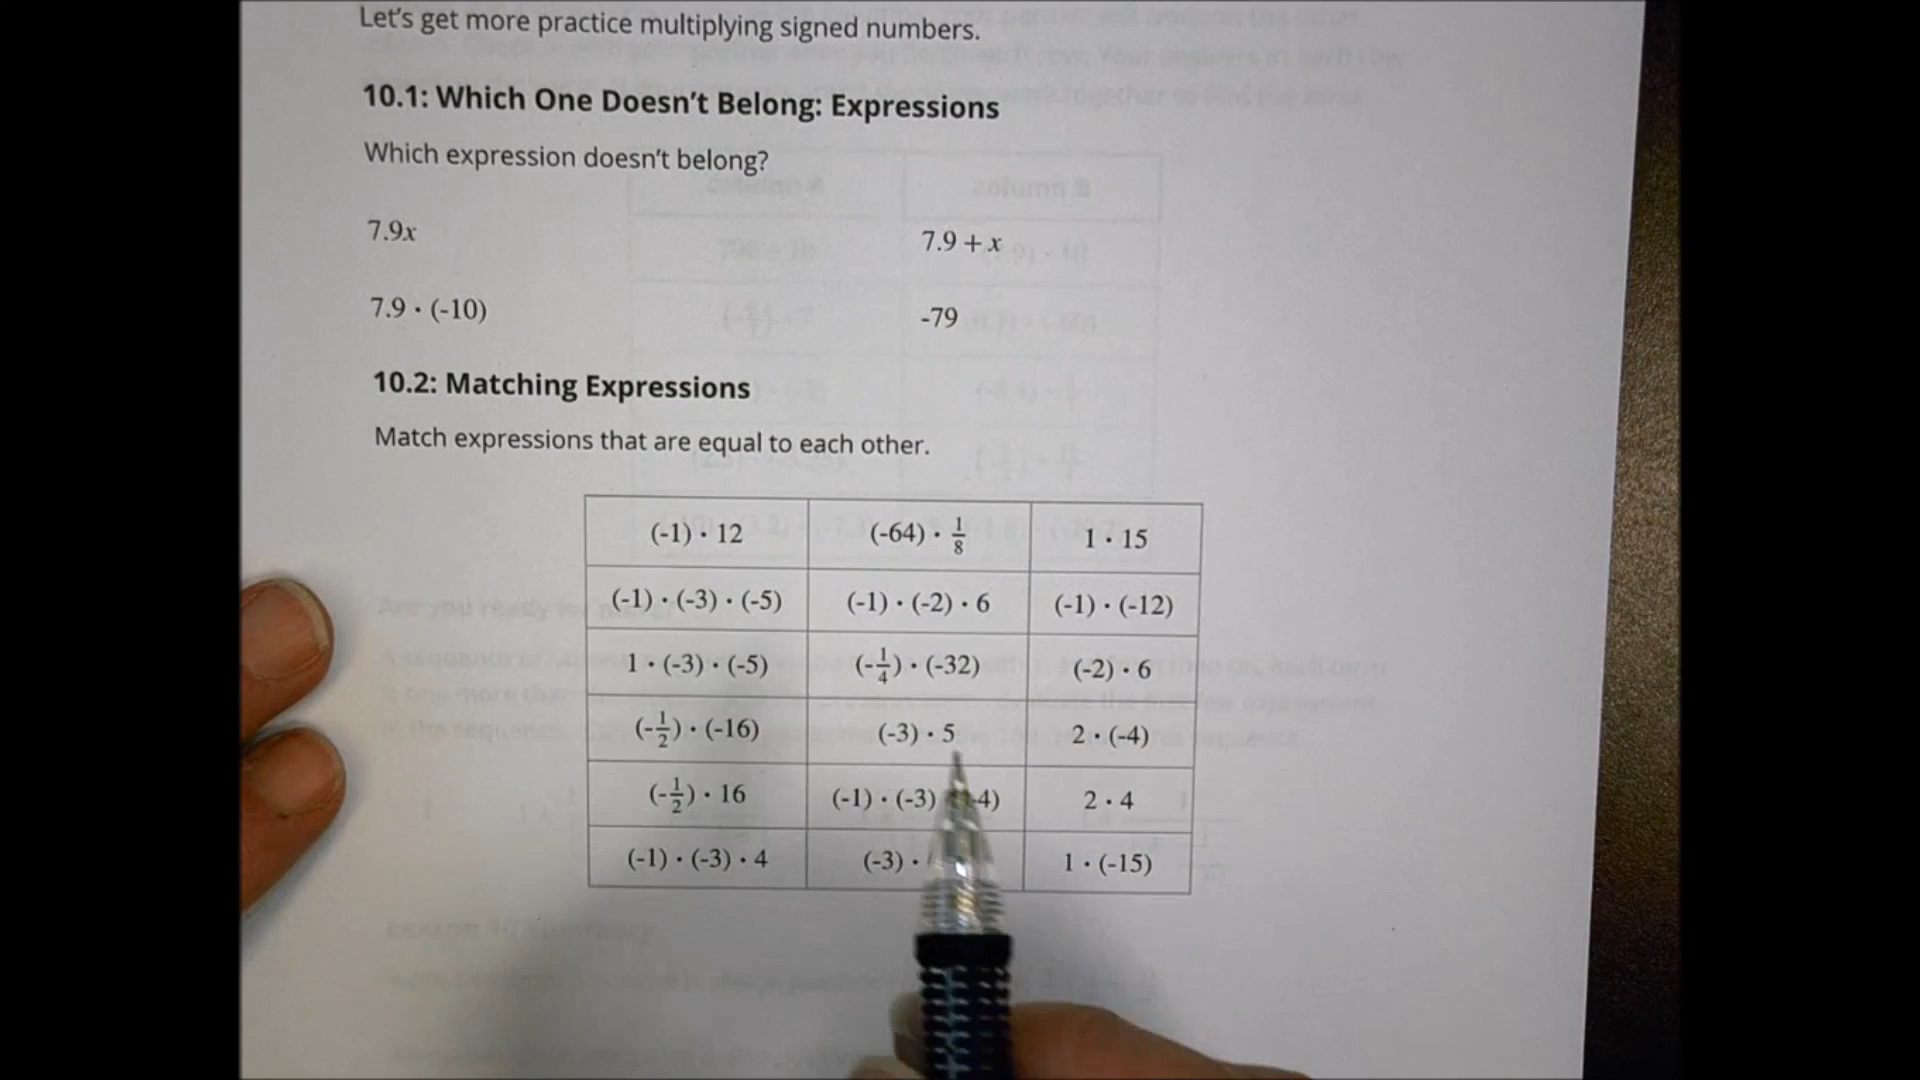 Let's get more practice multiplying signed numbers.
10.1: Which One Doesn't Belong: Expressions
Which expression doesn't belong?
7.9x 7.9 + x
7.9 · (-10) -79
10.2: Matching Expressions
Match expressions that are equal to each other.
(-1) · 12 (-64) · 1/8 1 · 15
(-1) · (-3) · (-5) (-1) · (-2) · 6 (-1) · (-12)
1 · (-3) · (-5) (-1/4) · (-32) (-2) · 6
(-1/2) · (-16) (-3) · 5 2 · (-4)
(-1/2) · 16 (-1) · (-3) 4) 2 · 4
(-1) · (-3) · 4 (-3) · 1 · (-15)